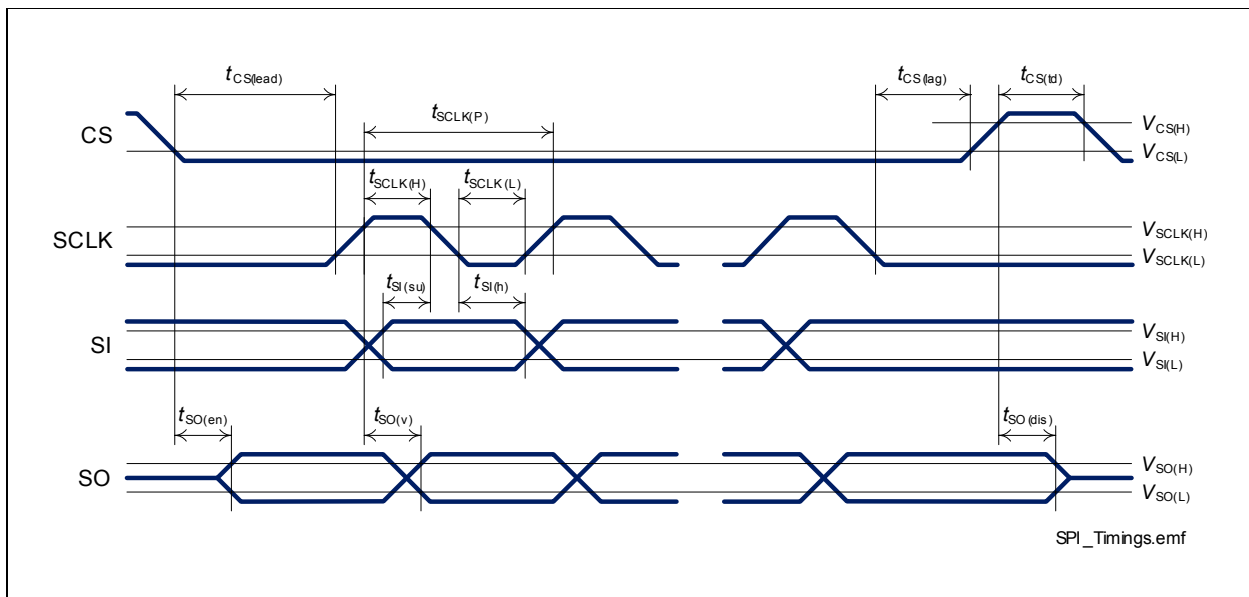 tCS(lead)
tCS(lag)
tCS(td)
tSCLK(P)
CS
VCS(H)
VCS(L)
tSCLK(H)
tSCLK(L)
SCLK
VSCLK(H)
VSCLK(L)
tSI(su)
tSI(h)
SI
VSI(H)
VSI(L)
tSO(en)
tSO(v)
tSO(dis)
SO
VSO(H)
VSO(L)
SPI_Timings.emf